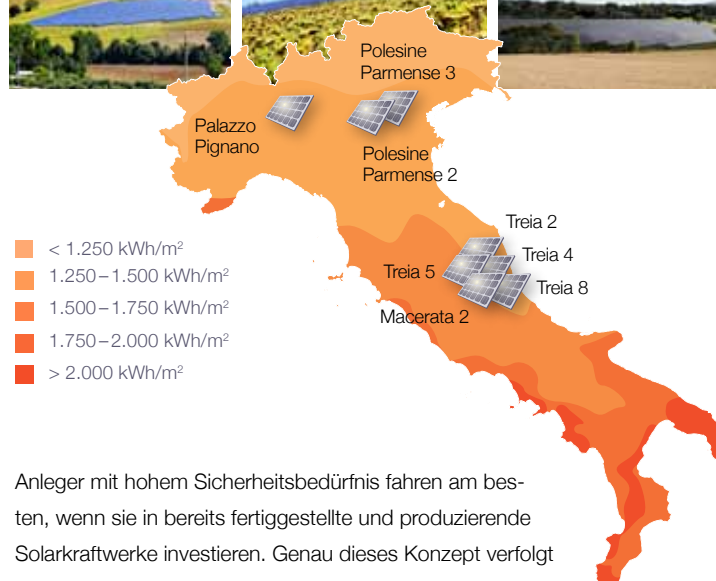 Polesine
Parmense 3
Palazzo
Pignano
Polesine
Parmense 2
Treia 2
Treia 4
Treia 5
Treia 8
Macerata 2
< 1.250 kWh/m²
1.250–1.500 kWh/m²
1.500–1.750 kWh/m²
1.750–2.000 kWh/m²
> 2.000 kWh/m²
Anleger mit hohem Sicherheitsbedürfnis fahren am bes-
ten, wenn sie in bereits fertiggestellte und produzierende
Solarkraftwerke investieren. Genau dieses Konzept verfolgt